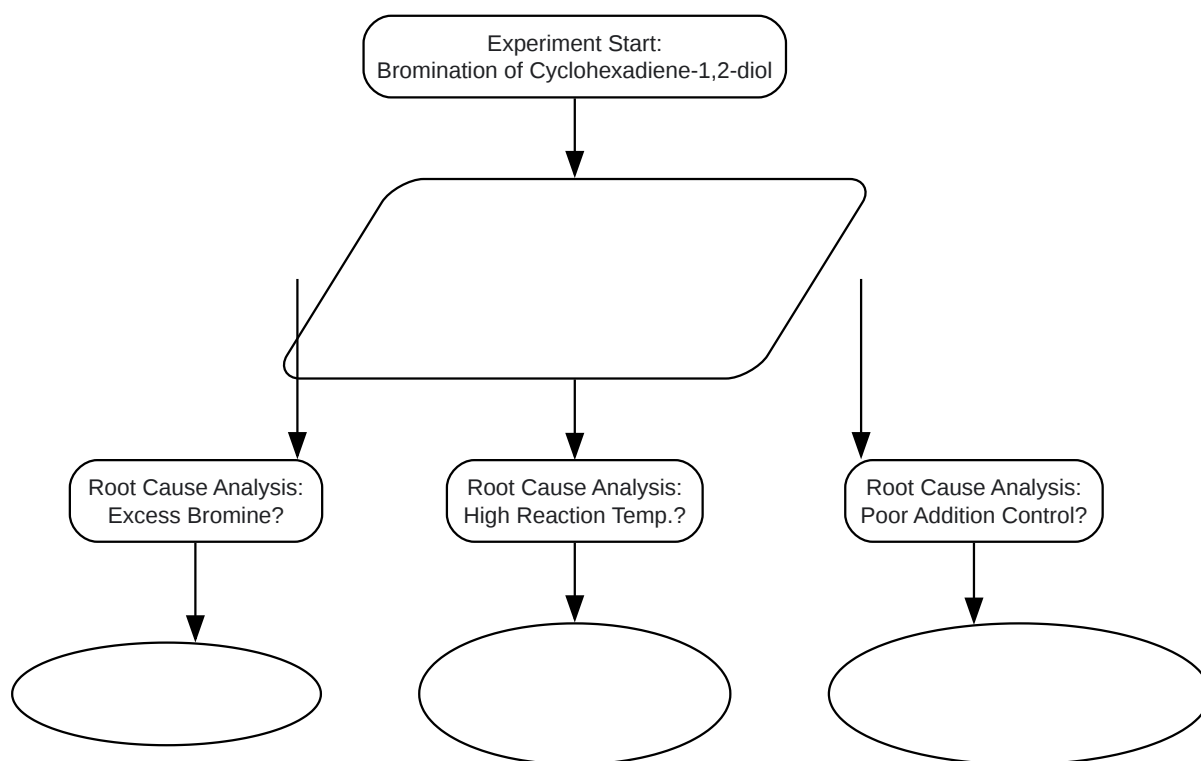 Experiment Start:
Bromination of Cyclohexadiene-1,2-diol
Root Cause Analysis:
Excess Bromine?
Root Cause Analysis:
High Reaction Temp.?
Root Cause Analysis:
Poor Addition Control?